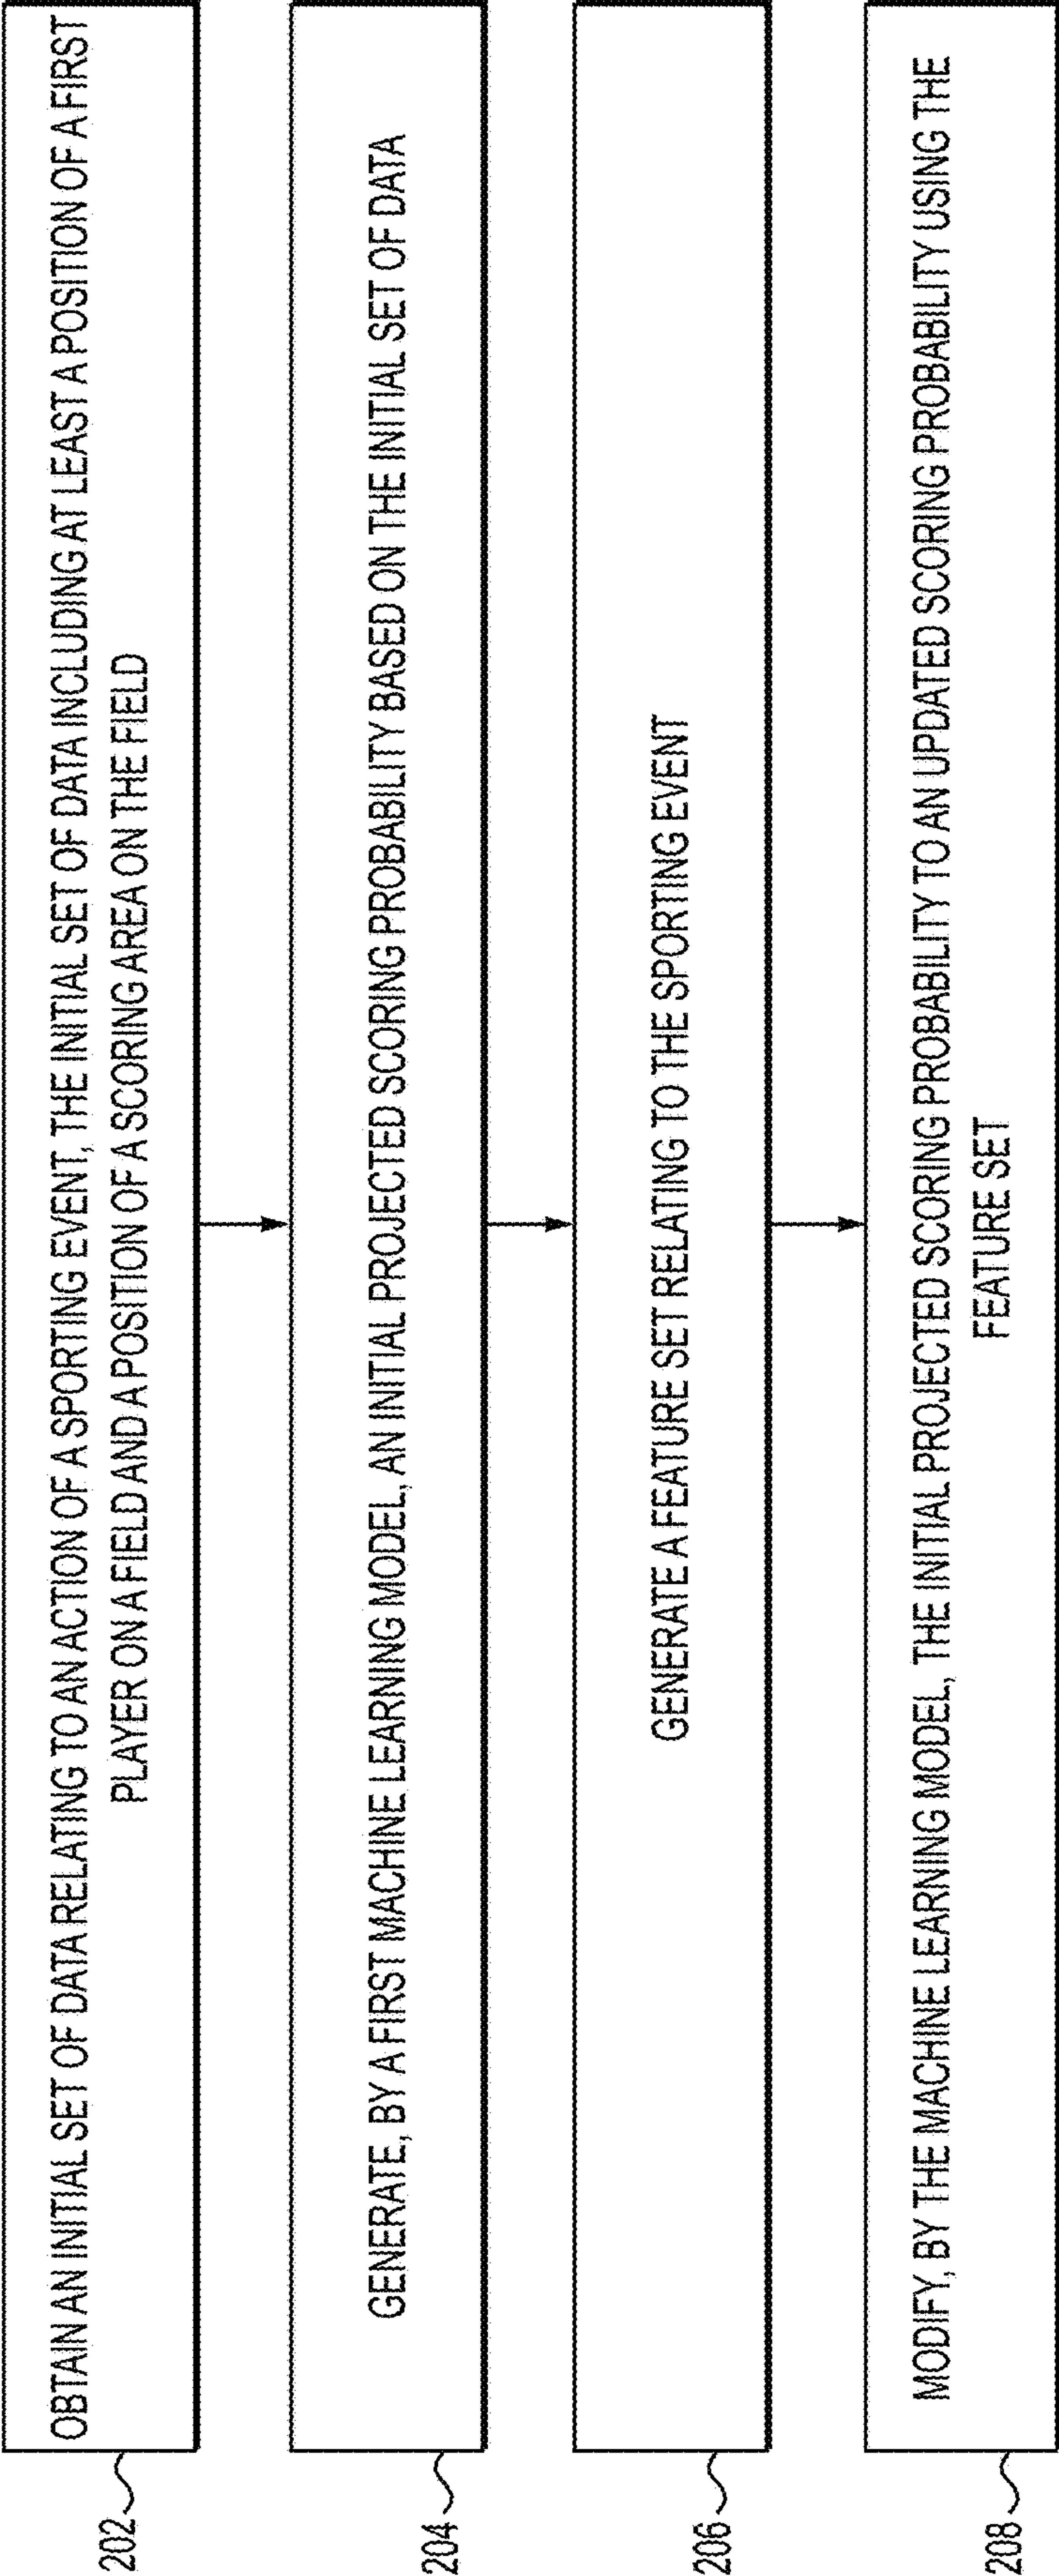 202
OBTAIN AN INITIAL SET OF DATA RELATING TO AN ACTION OF A SPORTING EVENT, THE INITIAL SET OF DATA INCLUDING AT LEAST A POSITION OF A FIRST
PLAYER ON A FIELD AND A POSITION OF A SCORING AREA ON THE FIELD
204
GENERATE, BY A FIRST MACHINE LEARNING MODEL, AN INITIAL PROJECTED SCORING PROBABILITY BASED ON THE INITIAL SET OF DATA
206
GENERATE A FEATURE SET RELATING TO THE SPORTING EVENT
208
MODIFY, BY THE MACHINE LEARNING MODEL, THE INITIAL PROJECTED SCORING PROBABILITY TO AN UPDATED SCORING PROBABILITY USING THE
FEATURE SET